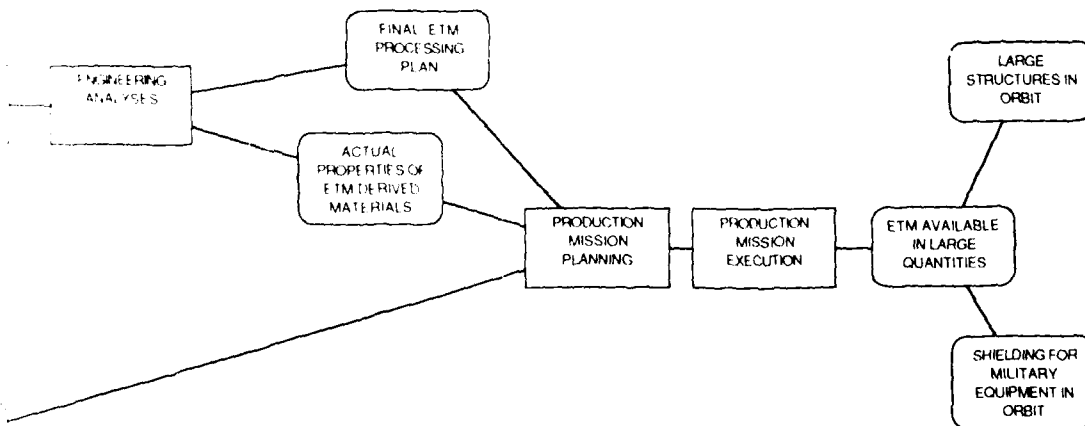 ENGINEERING
ANALYSES
FINAL ETM
PROCESSING
PLAN
ACTUAL
PROPERTIES OF
ETM DERIVED
MATERIALS
PRODUCTION
MISSION
PLANNING
PRODUCTION
MISSION
EXECUTION
ETM AVAILABLE
IN LARGE
QUANTITIES
LARGE
STRUCTURES IN
ORBIT
SHIELDING FOR
MILITARY
EQUIPMENT IN
ORBIT